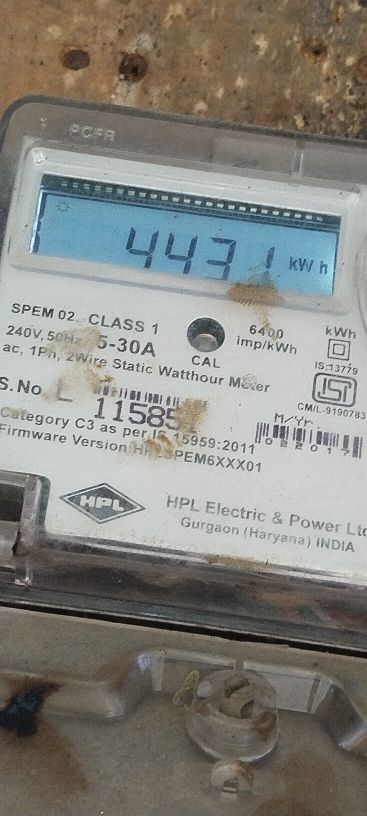 PCFR
4431 kWh
SPEM 02 CLASS 1
240V, 50Hz 5-30A
ac, 1Ph, 2Wire Static Watthour Meter
CAL
6400
imp/kWh
kWh
IS:13779
CM/L-9190783
S.No L
11585
Category C3 as per 15959:2011
Firmware Version
M/Yr
022017
HPL
HPL Electric & Power Ltd
Gurgaon (Haryana) INDIA